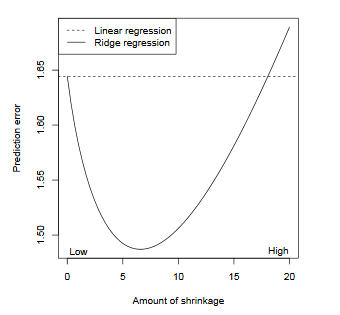 Linear regression
Ridge regression
Prediction error
1.65
1.60
1.55
1.50
Low
High
0
5
10
15
20
Amount of shrinkage